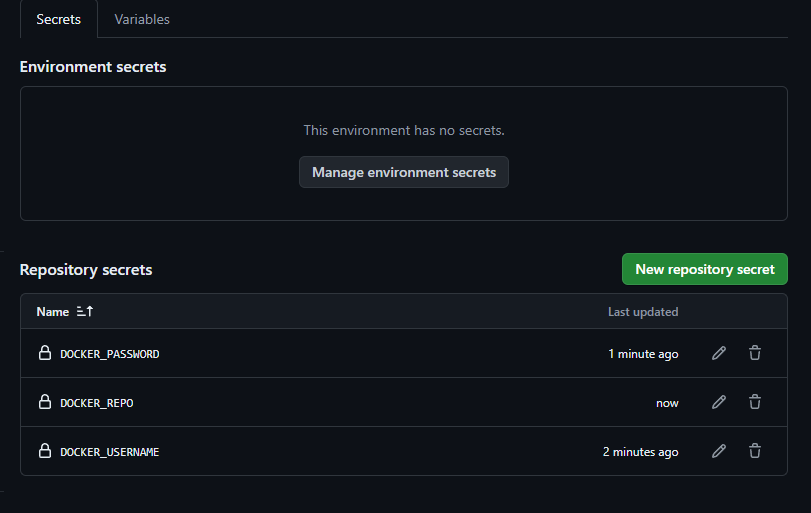 Secrets Variables
Environment secrets
This environment has no secrets.
Manage environment secrets
Repository secrets New repository secret
Name Last updated
DOCKER_PASSWORD 1 minute ago
DOCKER_REPO now
DOCKER_USERNAME 2 minutes ago